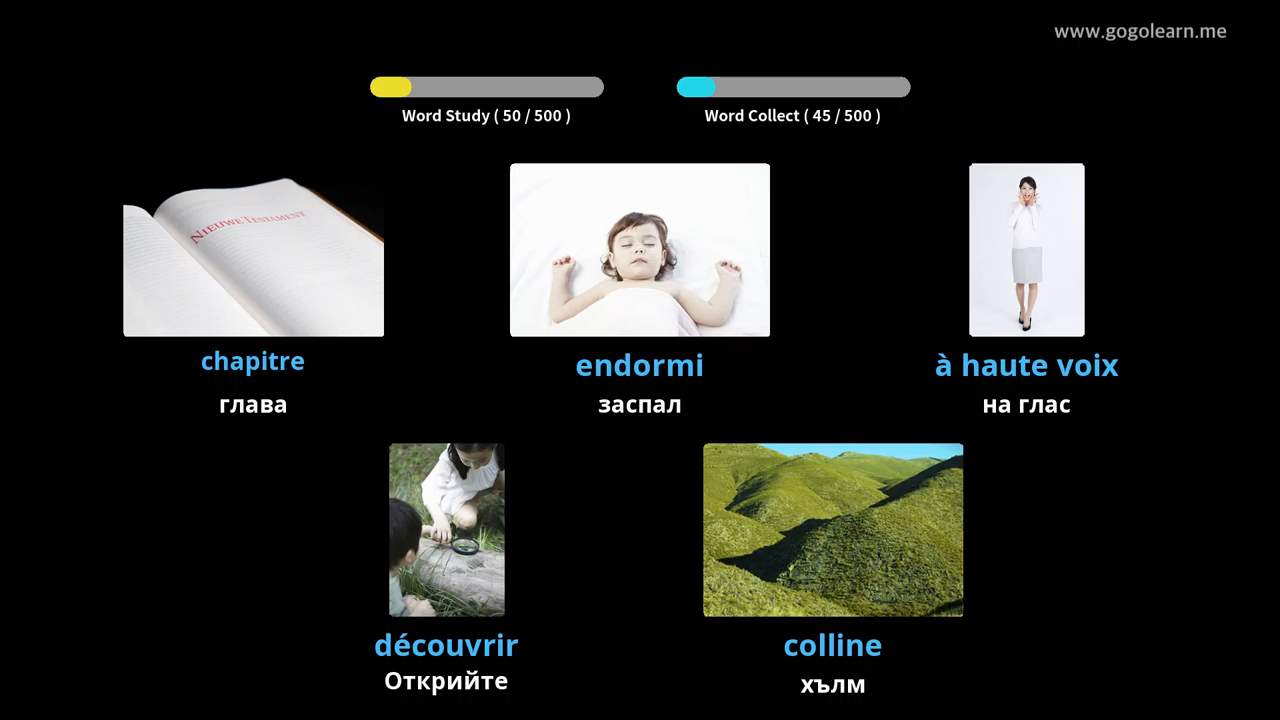 www.gogolearn.me
Word Study ( 50 / 500 )
Word Collect ( 45 / 500 )
NIEUWE TESTAMENT
chapitre
endormi
à haute voix
глава
заспал
на глас
découvrir
colline
Открийте
хълм